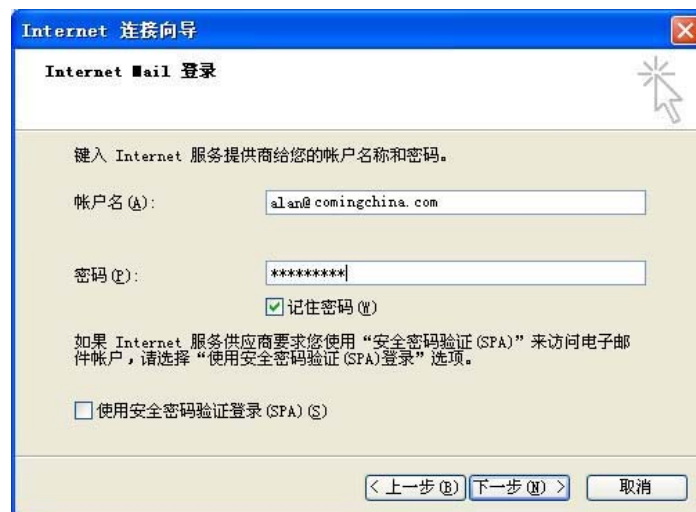 Internet 连接向导
Internet Mail 登录
键入 Internet 服务提供商给您的帐户名称和密码。
帐户名(A): alan@comingchina.com
密码(P): *********
记住密码(W)
如果 Internet 服务供应商要求您使用“安全密码验证(SPA)”来访问电子邮
件帐户，请选择“使用安全密码验证(SPA)登录”选项。
使用安全密码验证登录(SPA)(S)
< 上一步(B) 下一步(N) > 取消